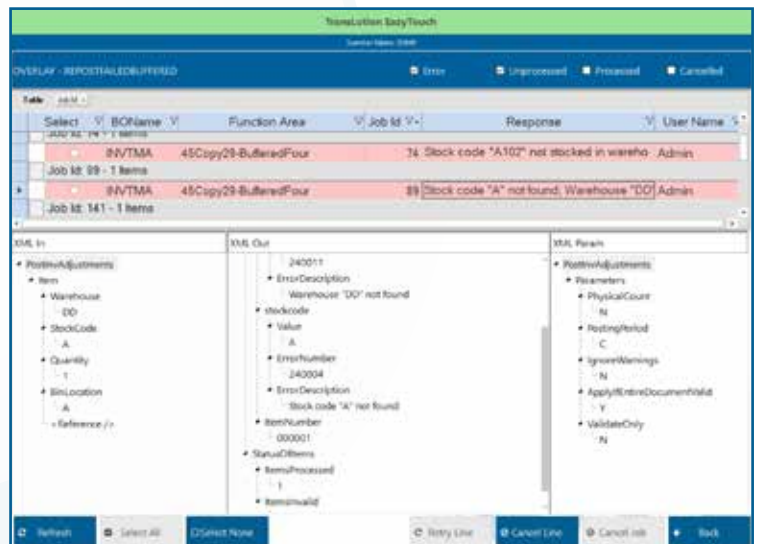 TransLution EasyTouch
OVERLAY - REPOSTFAILEDBUFFERED
Error
Unprocessed
Processed
Cancelled
Table
Select BOName Function Area Job Id Response User Name
Job Id: 74 - 1 Items
INVTMA 45Copy29-BufferedFour 74 Stock code "A102" not stocked in wareho Admin
Job Id: 89 - 1 Items
INVTMA 45Copy29-BufferedFour 89 Stock code "A" not found; Warehouse "DD" Admin
Job Id: 141 - 1 Items
XML In
PostInvAdjustments
Item
Warehouse
DD
StockCode
A
Quantity
1
BinLocation
A
<Reference />
XML Out
240011
ErrorDescription
Warehouse "DD" not found
stockcode
Value
A
ErrorNumber
240004
ErrorDescription
Stock code "A" not found
ItemNumber
000001
StatusOfItems
ItemsProcessed
1
ItemsInvalid
XML Param
PostInvAdjustments
Parameters
PhysicalCount
N
PostingPeriod
C
IgnoreWarnings
N
ApplyIfEntireDocumentValid
Y
ValidateOnly
N
Refresh
Select All
Select None
Retry Line
Cancel Line
Cancel Job
Back